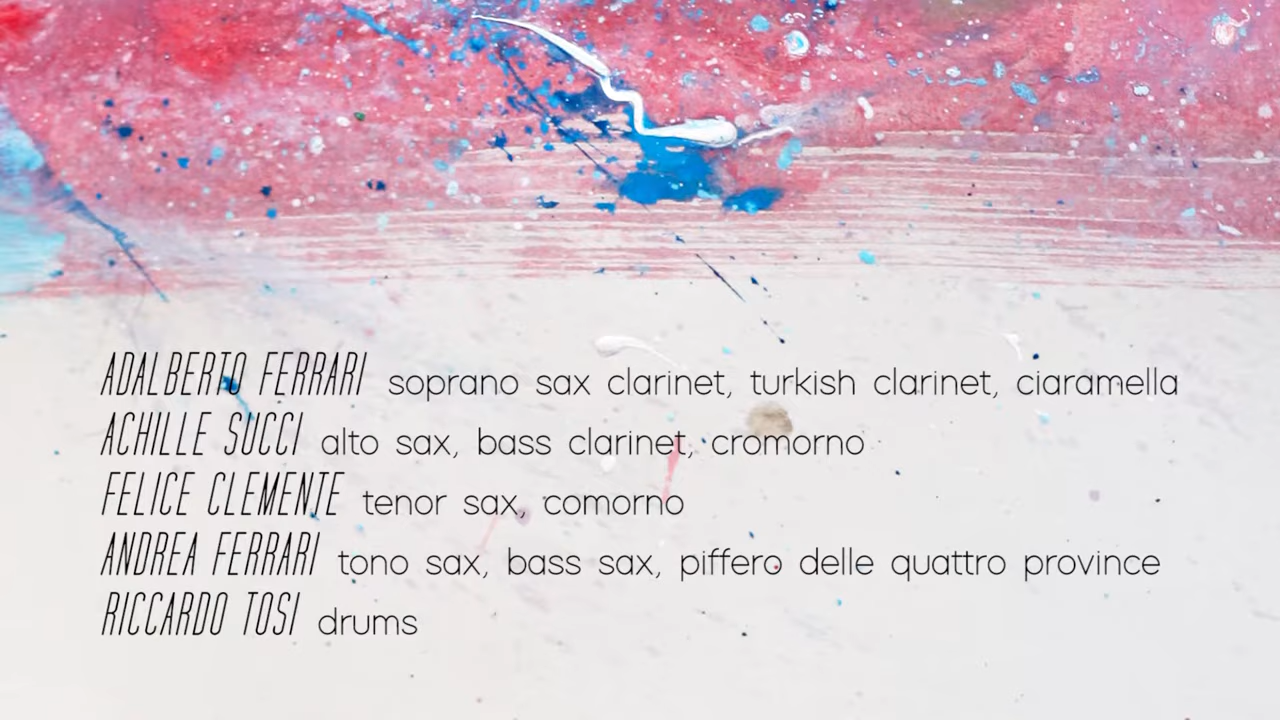 ADALBERTO FERRARI soprano sax clarinet, turkish clarinet, ciaramella
ACHILLE SUCCI alto sax, bass clarinet, cromorno
FELICE CLEMENTE tenor sax, comorno
ANDREA FERRARI tono sax, bass sax, piffero delle quattro province
RICCARDO TOSI drums